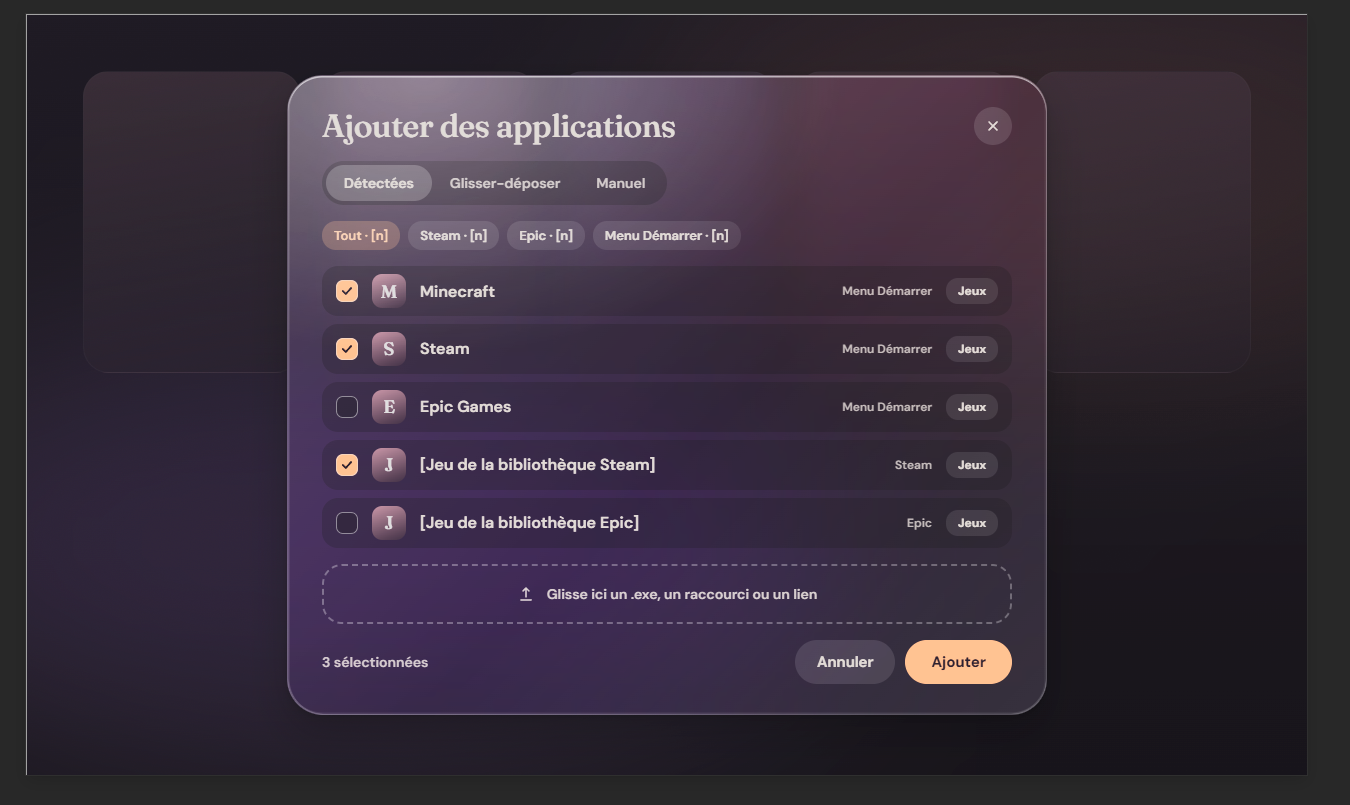 Ajouter des applications
Détectées Glisser-déposer Manuel
Tout · [n] Steam · [n] Epic · [n] Menu Démarrer · [n]
M Minecraft Menu Démarrer Jeux
S Steam Menu Démarrer Jeux
E Epic Games Menu Démarrer Jeux
J [Jeu de la bibliothèque Steam] Steam Jeux
J [Jeu de la bibliothèque Epic] Epic Jeux
Glisse ici un .exe, un raccourci ou un lien
3 sélectionnées Annuler Ajouter